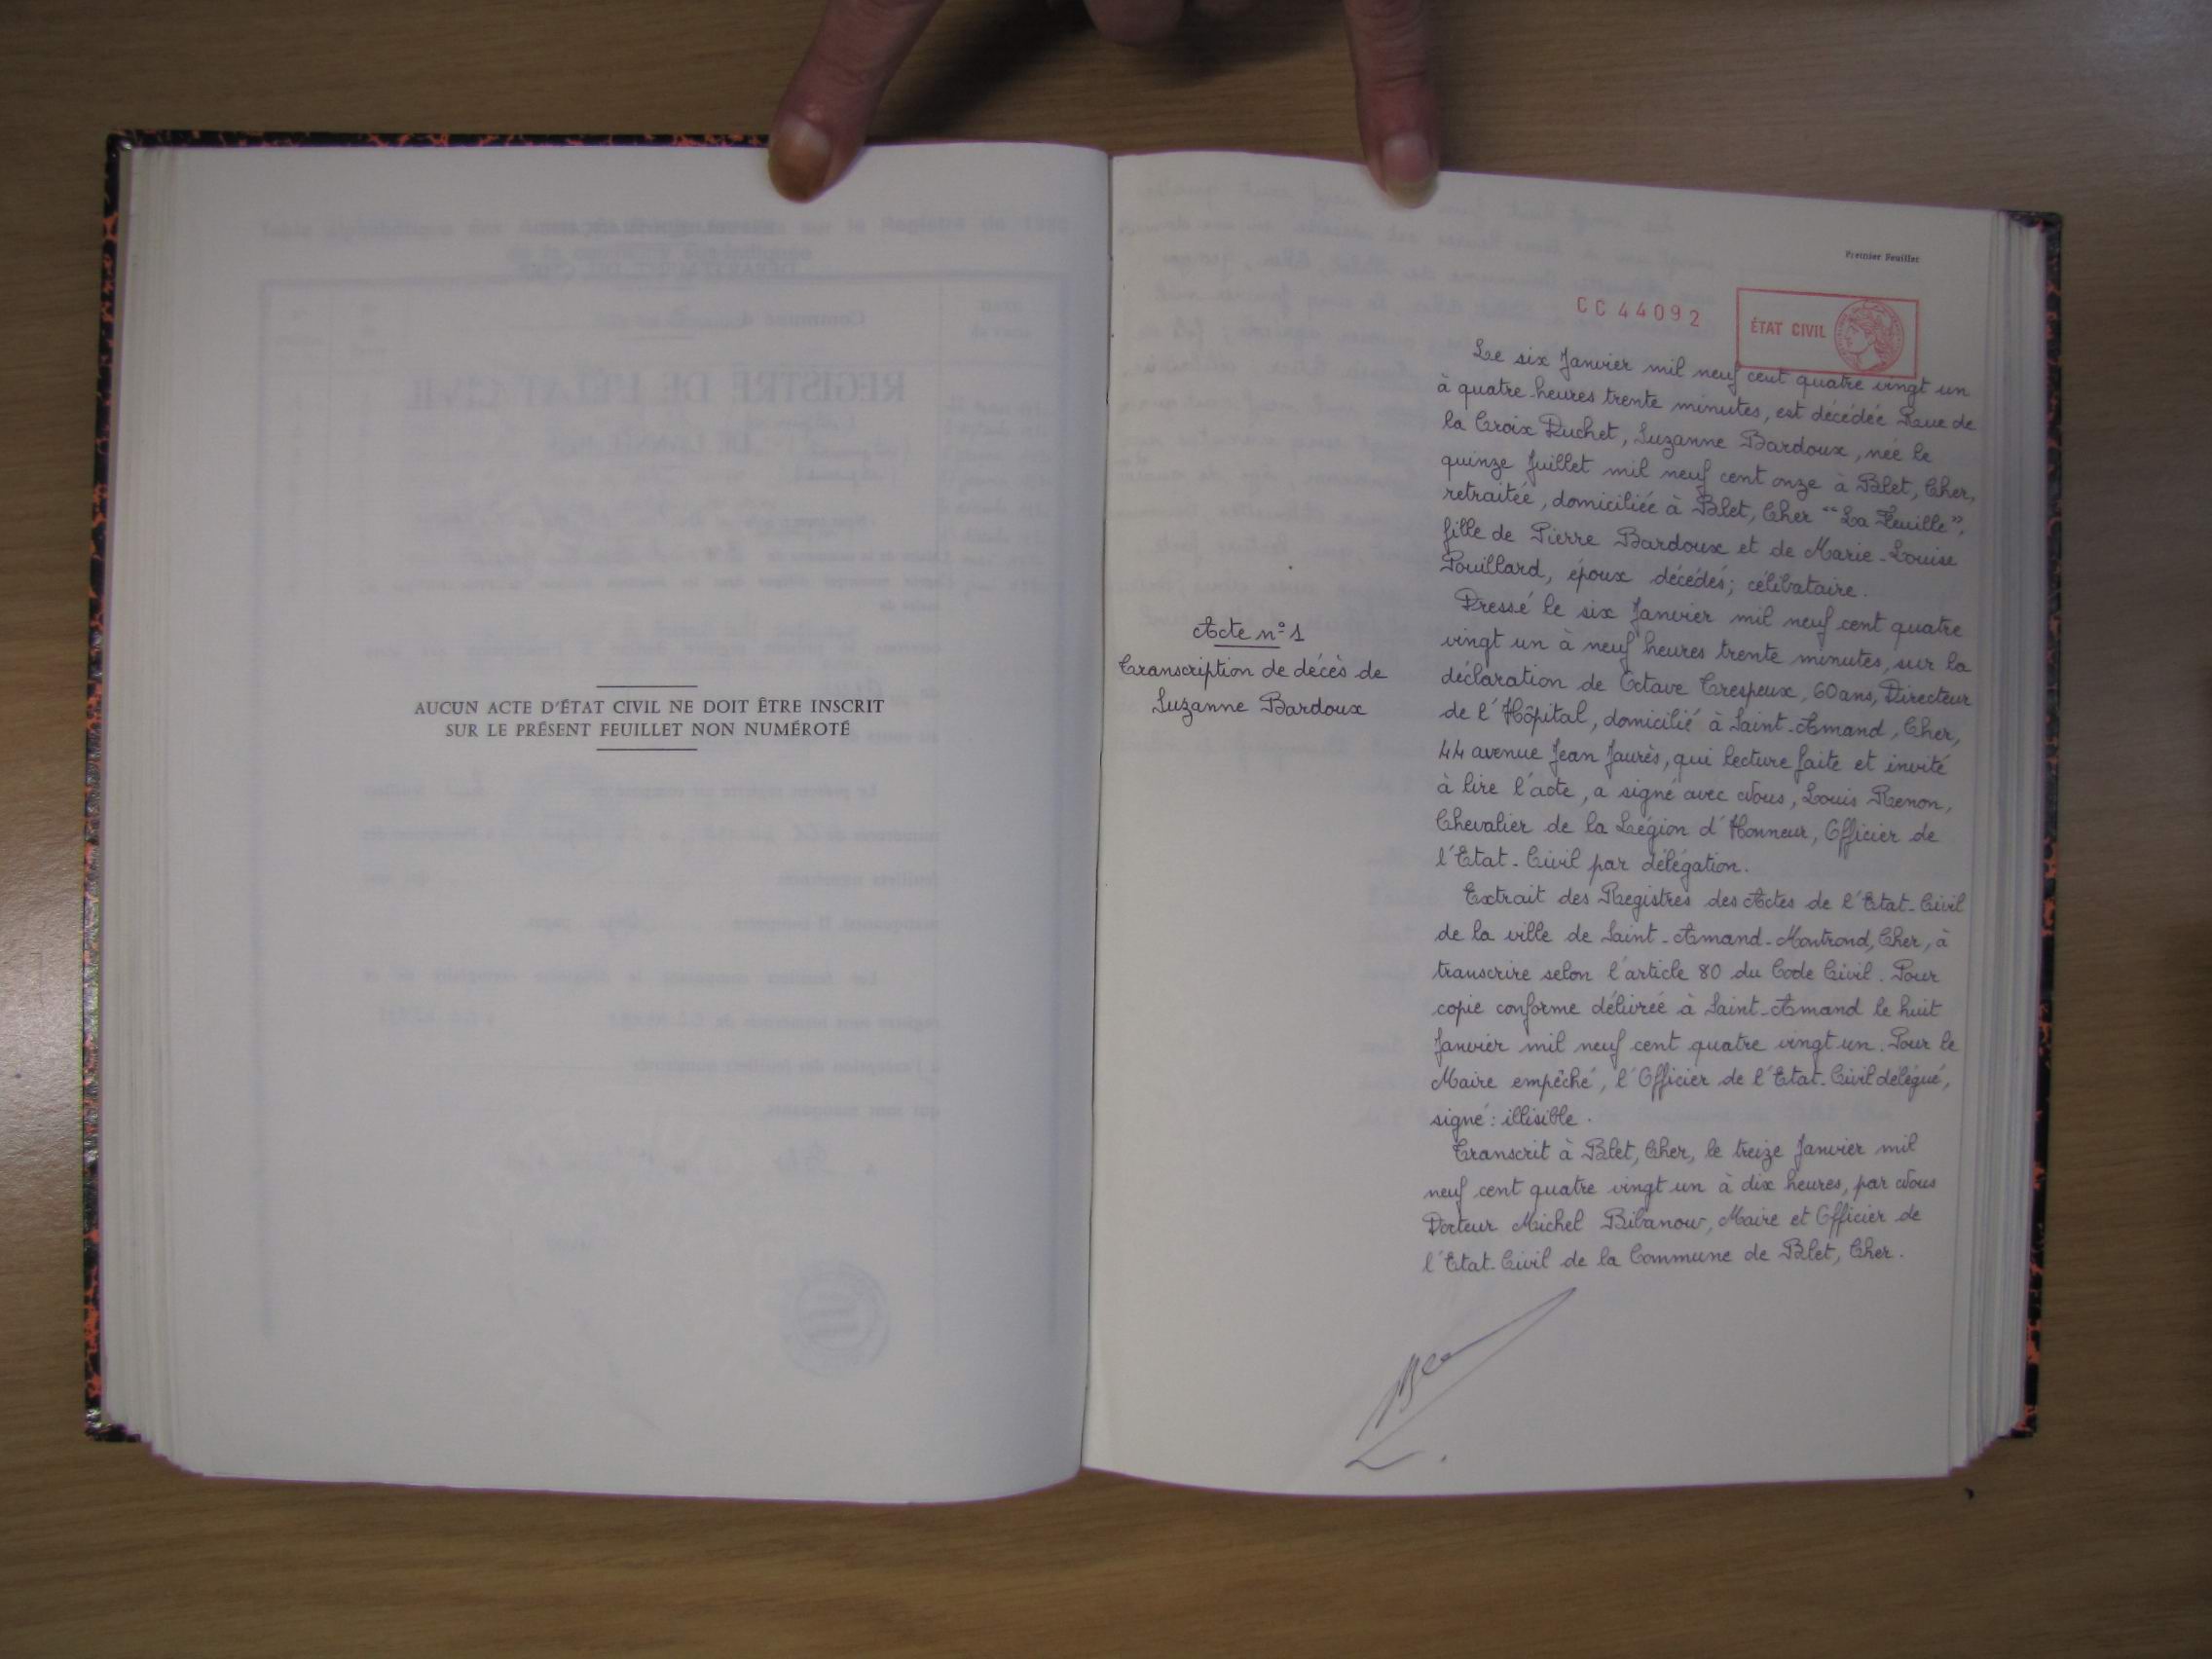 AUCUN ACTE D'ÉTAT CIVIL NE DOIT ÊTRE INSCRIT
SUR LE PRÉSENT FEUILLET NON NUMÉROTÉ
Premier Feuillet
CC44092
ÉTAT CIVIL
Acte n° 1
Transcription de décès de
Suzanne Bardoux
Le six Janvier mil neuf cent quatre vingt un
à quatre heures trente minutes, est décédée Rue de
la Croix Duchet, Suzanne Bardoux, née le
quinze Juillet mil neuf cent onze à Blet, Cher,
retraitée, domiciliée à Blet, Cher "La Feuille",
fille de Pierre Bardoux et de Marie-Louise
Pouillard, époux décédés; célibataire.
Dressé le six Janvier mil neuf cent quatre
vingt un à neuf heures trente minutes, sur la
déclaration de Octave Crespeux, 60 ans, Directeur
de l'Hôpital, domicilié à Saint-Amand, Cher,
44 avenue Jean Jaurès, qui lecture faite et invité
à lire l'acte, a signé avec Nous, Louis Renon,
Chevalier de la Légion d'Honneur, Officier de
l'Etat-Civil par délégation.
Extrait des Registres des Actes de l'Etat-Civil
de la ville de Saint-Amand-Montrond, Cher, à
transcrire selon l'article 80 du Code Civil. Pour
copie conforme délivrée à Saint-Amand le huit
Janvier mil neuf cent quatre vingt un. Pour le
Maire empêché, l'Officier de l'Etat-Civil délégué,
signé : illisible.
Transcrit à Blet, Cher, le treize Janvier mil
neuf cent quatre vingt un à dix heures, par Nous
Docteur Michel Bibanow, Maire et Officier de
l'Etat-Civil de la Commune de Blet, Cher.